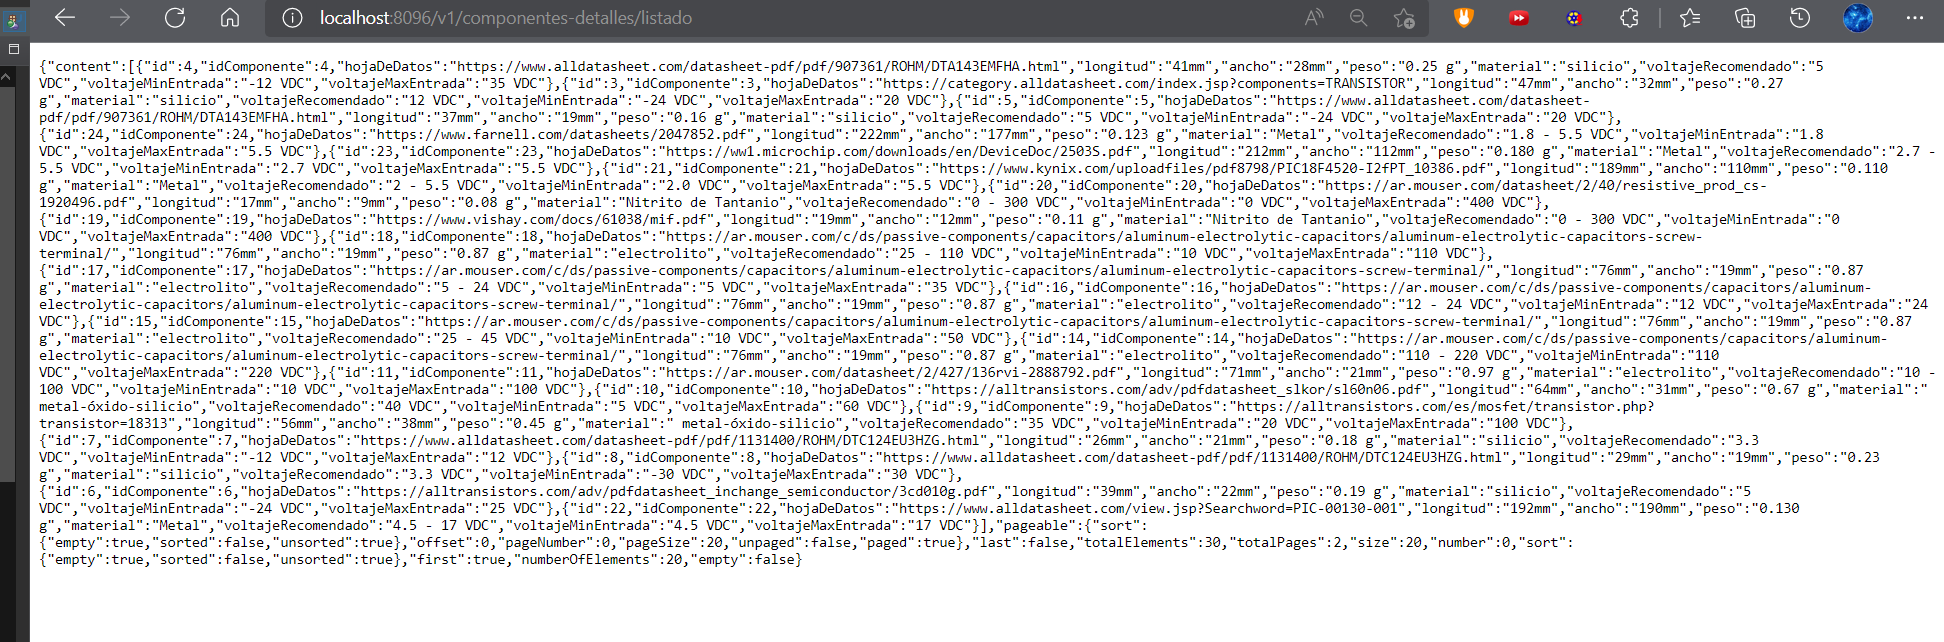 localhost:8096/v1/componentes-detalles/listado
{"content":[{"id":4,"idComponente":4,"hojaDeDatos":"https://www.alldatasheet.com/datasheet-pdf/pdf/907361/ROHM/DTA143EMFHA.html","longitud":"41mm","ancho":"28mm","peso":"0.25 g","material":"silicio","voltajeRecomendado":"5
VDC","voltajeMinEntrada":"-12 VDC","voltajeMaxEntrada":"35 VDC"},{"id":3,"idComponente":3,"hojaDeDatos":"https://category.alldatasheet.com/index.jsp?components=TRANSISTOR","longitud":"47mm","ancho":"32mm","peso":"0.27
g","material":"silicio","voltajeRecomendado":"12 VDC","voltajeMinEntrada":"-24 VDC","voltajeMaxEntrada":"20 VDC"},{"id":5,"idComponente":5,"hojaDeDatos":"https://www.alldatasheet.com/datasheet-
pdf/pdf/907361/ROHM/DTA143EMFHA.html","longitud":"37mm","ancho":"19mm","peso":"0.16 g","material":"silicio","voltajeRecomendado":"5 VDC","voltajeMinEntrada":"-24 VDC","voltajeMaxEntrada":"20 VDC"},
{"id":24,"idComponente":24,"hojaDeDatos":"https://www.farnell.com/datasheets/2047852.pdf","longitud":"222mm","ancho":"177mm","peso":"0.123 g","material":"Metal","voltajeRecomendado":"1.8 - 5.5 VDC","voltajeMinEntrada":"1.8
VDC","voltajeMaxEntrada":"5.5 VDC"},{"id":23,"idComponente":23,"hojaDeDatos":"https://ww1.microchip.com/downloads/en/DeviceDoc/2503S.pdf","longitud":"212mm","ancho":"112mm","peso":"0.180 g","material":"Metal","voltajeRecomendado":"2.7 -
5.5 VDC","voltajeMinEntrada":"2.7 VDC","voltajeMaxEntrada":"5.5 VDC"},{"id":21,"idComponente":21,"hojaDeDatos":"https://www.kynix.com/uploadfiles/pdf8798/PIC18F4520-I2fPT_10386.pdf","longitud":"189mm","ancho":"110mm","peso":"0.110
g","material":"Metal","voltajeRecomendado":"2 - 5.5 VDC","voltajeMinEntrada":"2.0 VDC","voltajeMaxEntrada":"5.5 VDC"},{"id":20,"idComponente":20,"hojaDeDatos":"https://ar.mouser.com/datasheet/2/40/resistive_prod_cs-
1920496.pdf","longitud":"17mm","ancho":"9mm","peso":"0.08 g","material":"Nitrito de Tantanio","voltajeRecomendado":"0 - 300 VDC","voltajeMinEntrada":"0 VDC","voltajeMaxEntrada":"400 VDC"},
{"id":19,"idComponente":19,"hojaDeDatos":"https://www.vishay.com/docs/61038/mif.pdf","longitud":"19mm","ancho":"12mm","peso":"0.11 g","material":"Nitrito de Tantanio","voltajeRecomendado":"0 - 300 VDC","voltajeMinEntrada":"0
VDC","voltajeMaxEntrada":"400 VDC"},{"id":18,"idComponente":18,"hojaDeDatos":"https://ar.mouser.com/c/ds/passive-components/capacitors/aluminum-electrolytic-capacitors/aluminum-electrolytic-capacitors-screw-
terminal/","longitud":"76mm","ancho":"19mm","peso":"0.87 g","material":"electrolito","voltajeRecomendado":"25 - 110 VDC","voltajeMinEntrada":"10 VDC","voltajeMaxEntrada":"110 VDC"},
{"id":17,"idComponente":17,"hojaDeDatos":"https://ar.mouser.com/c/ds/passive-components/capacitors/aluminum-electrolytic-capacitors/aluminum-electrolytic-capacitors-screw-terminal/","longitud":"76mm","ancho":"19mm","peso":"0.87
g","material":"electrolito","voltajeRecomendado":"5 - 24 VDC","voltajeMinEntrada":"5 VDC","voltajeMaxEntrada":"35 VDC"},{"id":16,"idComponente":16,"hojaDeDatos":"https://ar.mouser.com/c/ds/passive-components/capacitors/aluminum-
electrolytic-capacitors/aluminum-electrolytic-capacitors-screw-terminal/","longitud":"76mm","ancho":"19mm","peso":"0.87 g","material":"electrolito","voltajeRecomendado":"12 - 24 VDC","voltajeMinEntrada":"12 VDC","voltajeMaxEntrada":"24
VDC"},{"id":15,"idComponente":15,"hojaDeDatos":"https://ar.mouser.com/c/ds/passive-components/capacitors/aluminum-electrolytic-capacitors/aluminum-electrolytic-capacitors-screw-terminal/","longitud":"76mm","ancho":"19mm","peso":"0.87
g","material":"electrolito","voltajeRecomendado":"25 - 45 VDC","voltajeMinEntrada":"10 VDC","voltajeMaxEntrada":"50 VDC"},{"id":14,"idComponente":14,"hojaDeDatos":"https://ar.mouser.com/c/ds/passive-components/capacitors/aluminum-
electrolytic-capacitors/aluminum-electrolytic-capacitors-screw-terminal/","longitud":"76mm","ancho":"19mm","peso":"0.87 g","material":"electrolito","voltajeRecomendado":"110 - 220 VDC","voltajeMinEntrada":"110
VDC","voltajeMaxEntrada":"220 VDC"},{"id":11,"idComponente":11,"hojaDeDatos":"https://ar.mouser.com/datasheet/2/427/136rvi-2888792.pdf","longitud":"71mm","ancho":"21mm","peso":"0.97 g","material":"electrolito","voltajeRecomendado":"10 -
100 VDC","voltajeMinEntrada":"10 VDC","voltajeMaxEntrada":"100 VDC"},{"id":10,"idComponente":10,"hojaDeDatos":"https://alltransistors.com/adv/pdfdatasheet_slkor/sl60n06.pdf","longitud":"64mm","ancho":"31mm","peso":"0.67 g","material":"
metal-óxido-silicio","voltajeRecomendado":"40 VDC","voltajeMinEntrada":"5 VDC","voltajeMaxEntrada":"60 VDC"},{"id":9,"idComponente":9,"hojaDeDatos":"https://alltransistors.com/es/mosfet/transistor.php?
transistor=18313","longitud":"56mm","ancho":"38mm","peso":"0.45 g","material":" metal-óxido-silicio","voltajeRecomendado":"35 VDC","voltajeMinEntrada":"20 VDC","voltajeMaxEntrada":"100 VDC"},
{"id":7,"idComponente":7,"hojaDeDatos":"https://www.alldatasheet.com/datasheet-pdf/pdf/1131400/ROHM/DTC124EU3HZG.html","longitud":"26mm","ancho":"21mm","peso":"0.18 g","material":"silicio","voltajeRecomendado":"3.3
VDC","voltajeMinEntrada":"-12 VDC","voltajeMaxEntrada":"12 VDC"},{"id":8,"idComponente":8,"hojaDeDatos":"https://www.alldatasheet.com/datasheet-pdf/pdf/1131400/ROHM/DTC124EU3HZG.html","longitud":"29mm","ancho":"19mm","peso":"0.23
g","material":"silicio","voltajeRecomendado":"3.3 VDC","voltajeMinEntrada":"-30 VDC","voltajeMaxEntrada":"30 VDC"},
{"id":6,"idComponente":6,"hojaDeDatos":"https://alltransistors.com/adv/pdfdatasheet_inchange_semiconductor/3cd010g.pdf","longitud":"39mm","ancho":"22mm","peso":"0.19 g","material":"silicio","voltajeRecomendado":"5
VDC","voltajeMinEntrada":"-24 VDC","voltajeMaxEntrada":"25 VDC"},{"id":22,"idComponente":22,"hojaDeDatos":"https://www.alldatasheet.com/view.jsp?Searchword=PIC-00130-001","longitud":"192mm","ancho":"190mm","peso":"0.130
g","material":"Metal","voltajeRecomendado":"4.5 - 17 VDC","voltajeMinEntrada":"4.5 VDC","voltajeMaxEntrada":"17 VDC"}],"pageable":{"sort":
{"empty":true,"sorted":false,"unsorted":true},"offset":0,"pageNumber":0,"pageSize":20,"unpaged":false,"paged":true},"last":false,"totalElements":30,"totalPages":2,"size":20,"number":0,"sort":
{"empty":true,"sorted":false,"unsorted":true},"first":true,"numberOfElements":20,"empty":false}